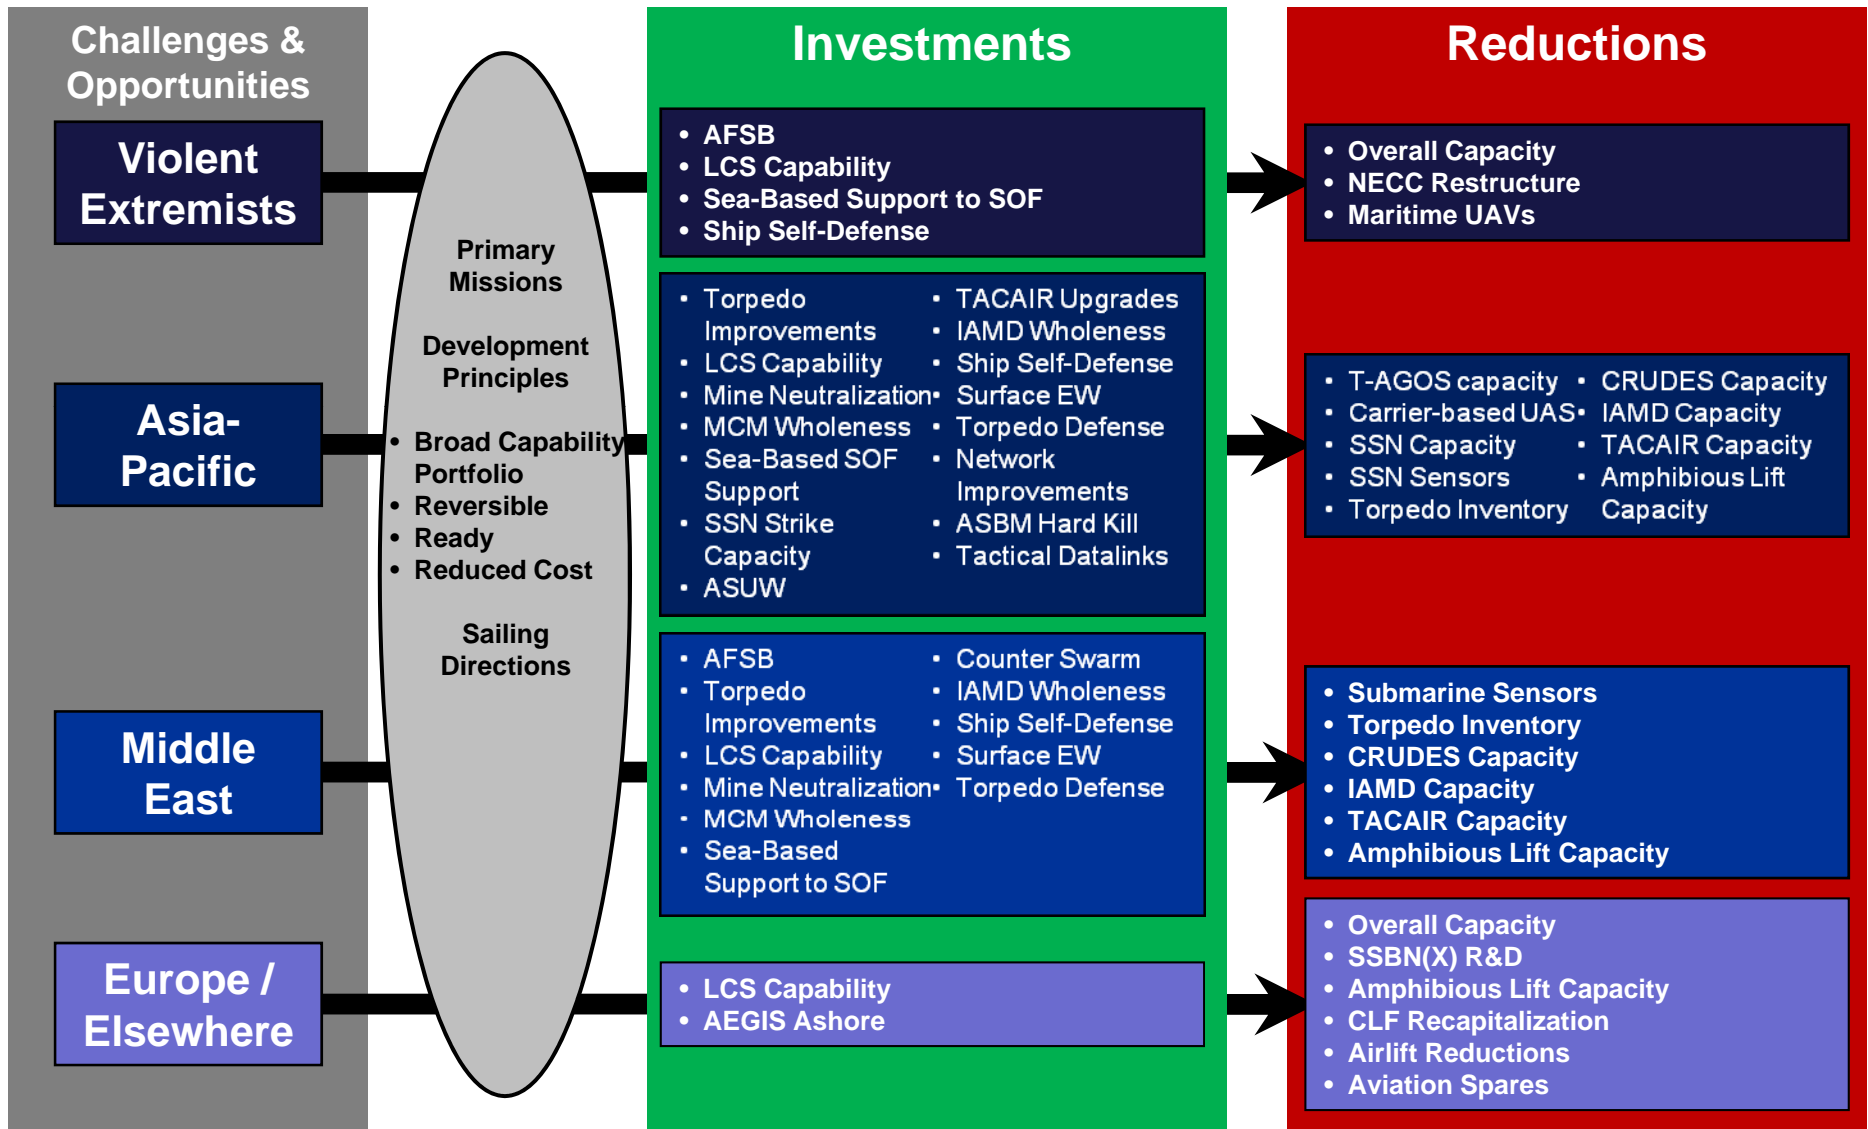 Challenges &
Opportunities
Violent
Extremists
Asia-
Pacific
Middle
East
Europe /
Elsewhere
Primary
Missions
Development
Principles
• Broad Capability
Portfolio
• Reversible
• Ready
• Reduced Cost
Sailing
Directions
Investments
• AFSB
• LCS Capability
• Sea-Based Support to SOF
• Ship Self-Defense
• Torpedo
Improvements
• LCS Capability
• Mine Neutralization
• MCM Wholeness
• Sea-Based SOF
Support
• SSN Strike
Capacity
• ASUW
• TACAIR Upgrades
• IAMD Wholeness
• Ship Self-Defense
• Surface EW
• Torpedo Defense
• Network
Improvements
• ASBM Hard Kill
• Tactical Datalinks
• AFSB
• Torpedo
Improvements
• LCS Capability
• Mine Neutralization
• MCM Wholeness
• Sea-Based
Support to SOF
• Counter Swarm
• IAMD Wholeness
• Ship Self-Defense
• Surface EW
• Torpedo Defense
• LCS Capability
• AEGIS Ashore
Reductions
• Overall Capacity
• NECC Restructure
• Maritime UAVs
• T-AGOS capacity
• Carrier-based UAS
• SSN Capacity
• SSN Sensors
• Torpedo Inventory
• CRUDES Capacity
• IAMD Capacity
• TACAIR Capacity
• Amphibious Lift
Capacity
• Submarine Sensors
• Torpedo Inventory
• CRUDES Capacity
• IAMD Capacity
• TACAIR Capacity
• Amphibious Lift Capacity
• Overall Capacity
• SSBN(X) R&D
• Amphibious Lift Capacity
• CLF Recapitalization
• Airlift Reductions
• Aviation Spares